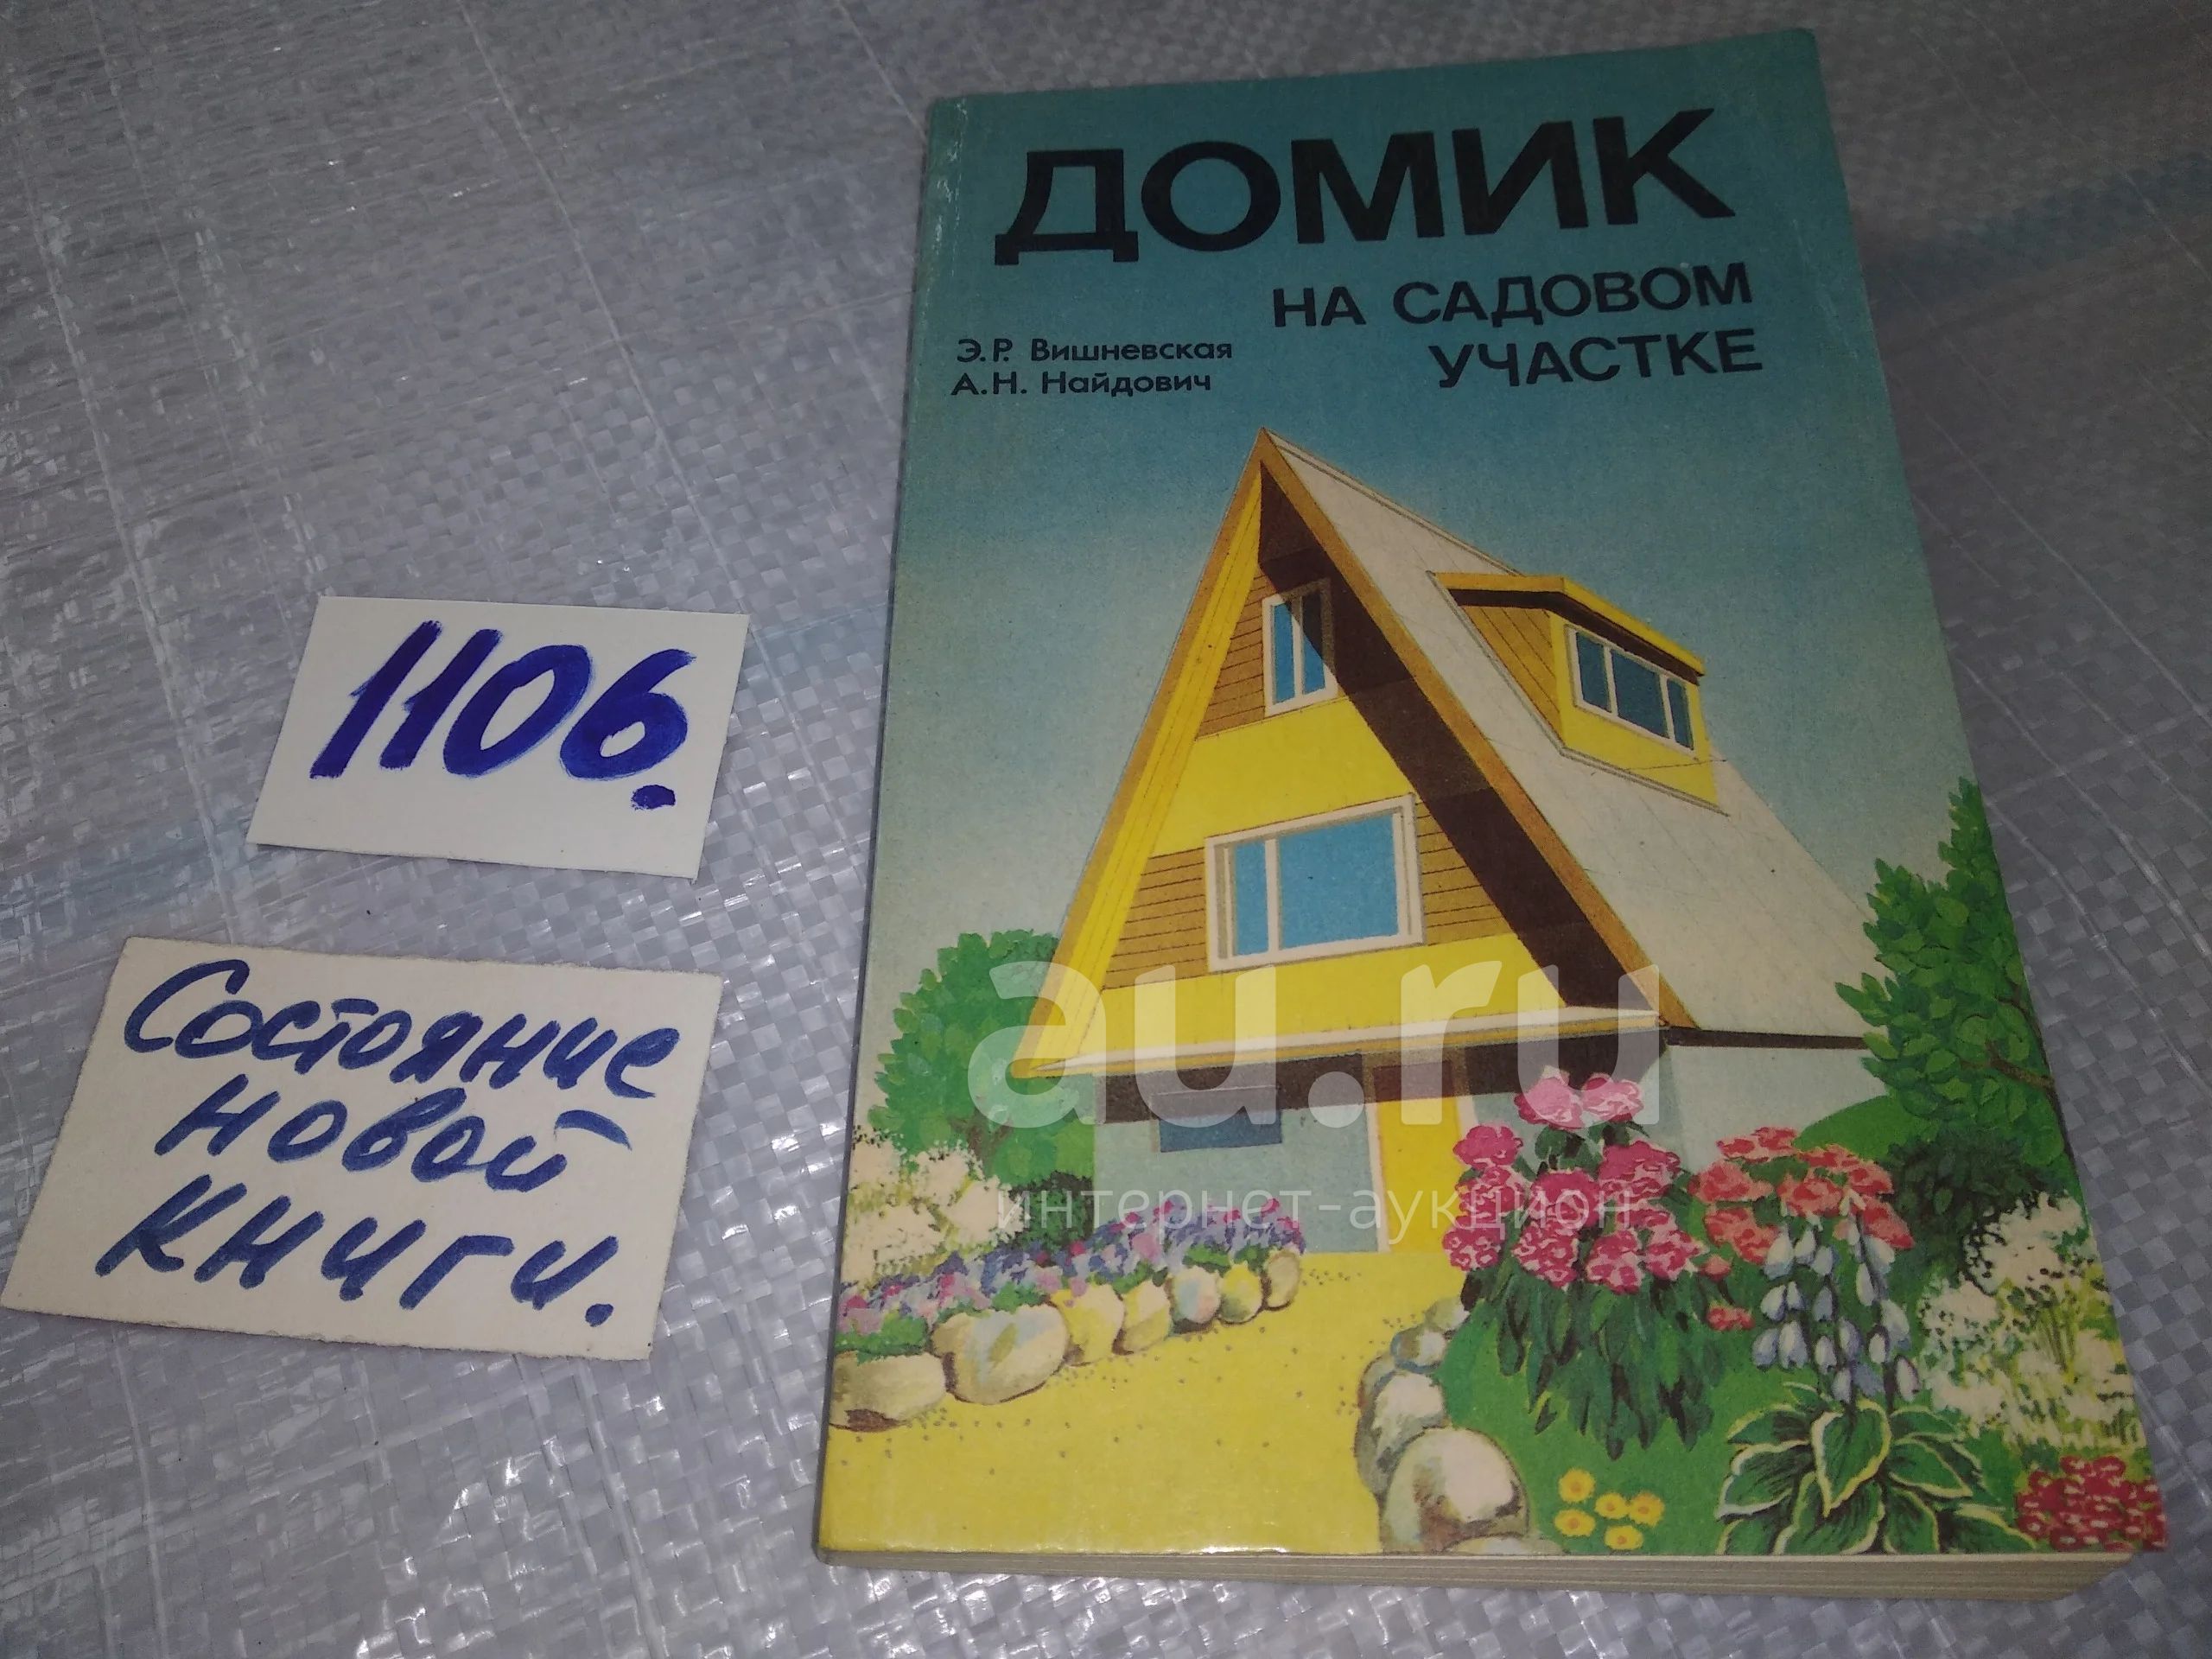 ДОМИК
НА САДОВОМ
УЧАСТКЕ
Э.Р. Вишневская
А.Н. Найдович
1106.
Состояние
новой
книги.
au.ru
интернет-аукцион